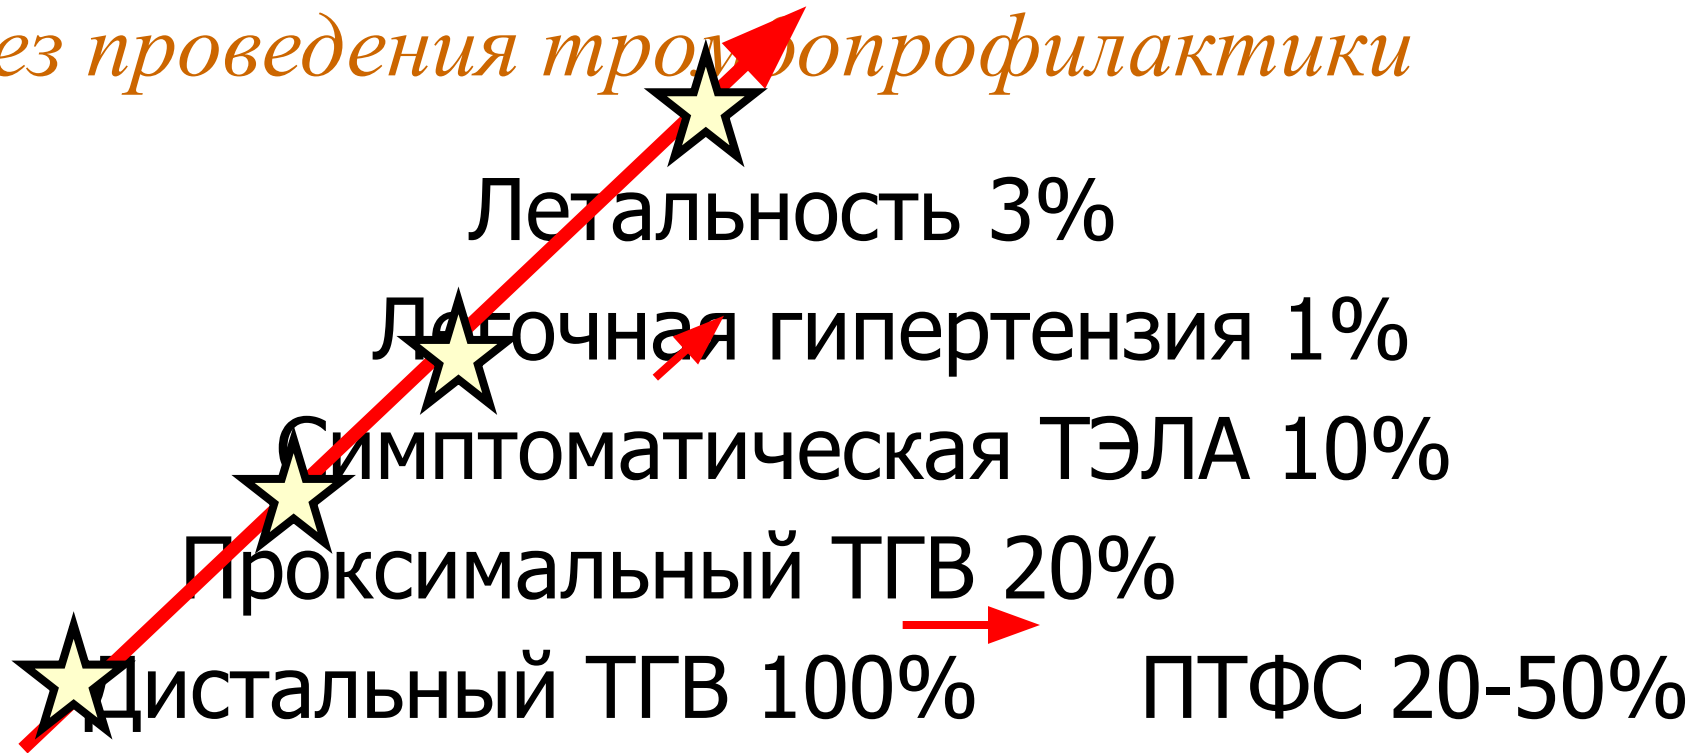 ез проведения тромбопрофилактики
Летальность 3%
Легочная гипертензия 1%
Симптоматическая ТЭЛА 10%
Проксимальный ТГВ 20%
Дистальный ТГВ 100% ПТФС 20-50%